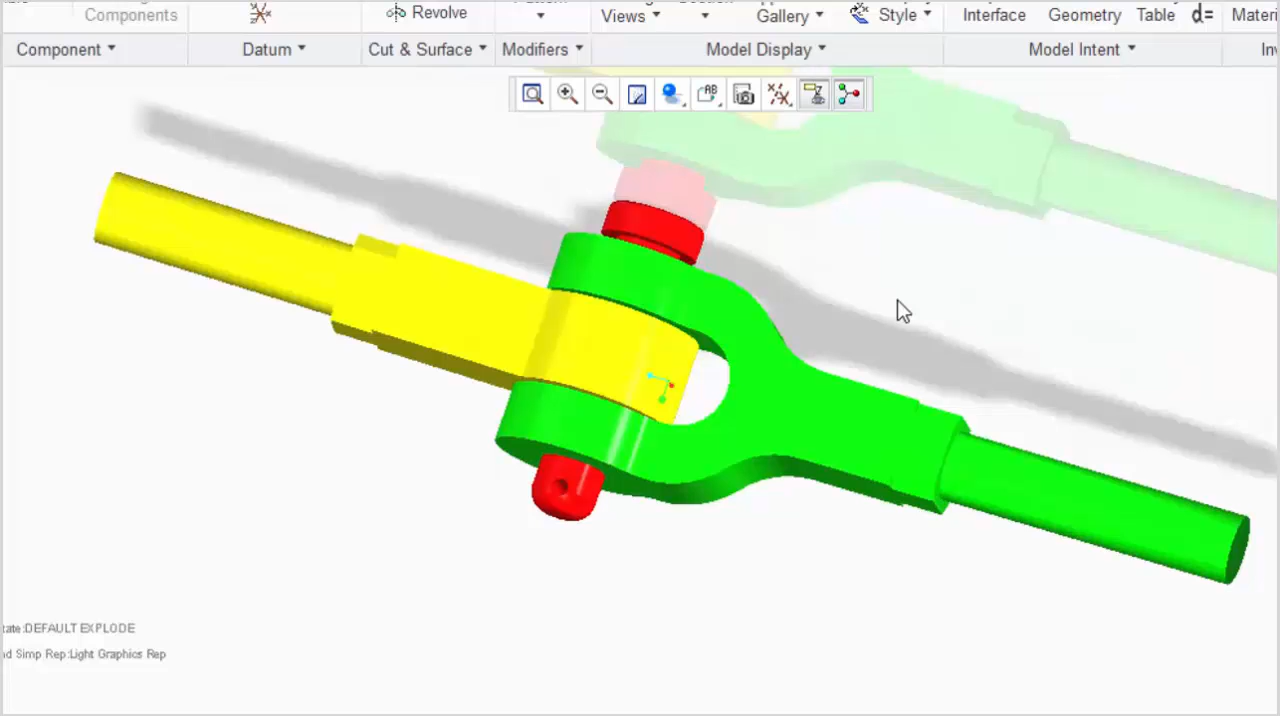 Components
Revolve
Views
Gallery
Style
Interface
Geometry
Table
d=
Component
Datum
Cut & Surface
Modifiers
Model Display
Model Intent
AB
:DEFAULT EXPLODE
Simp Rep:Light Graphics Rep